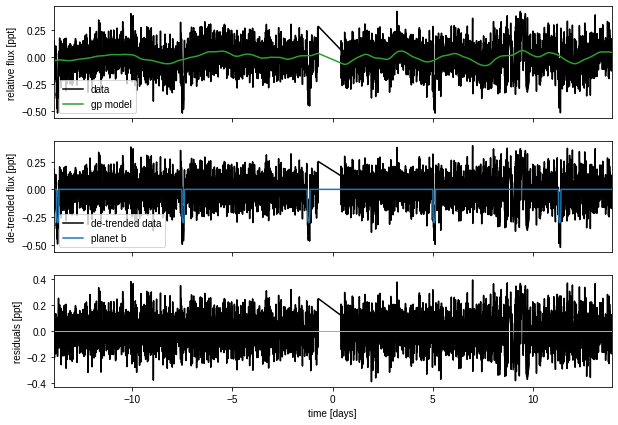 relative flux [ppt]
0.25
0.00
−0.25
−0.50
data
gp model
de-trended flux [ppt]
0.25
0.00
−0.25
−0.50
de-trended data
planet b
residuals [ppt]
0.4
0.2
0.0
−0.2
−0.4
−10
−5
0
5
10
time [days]